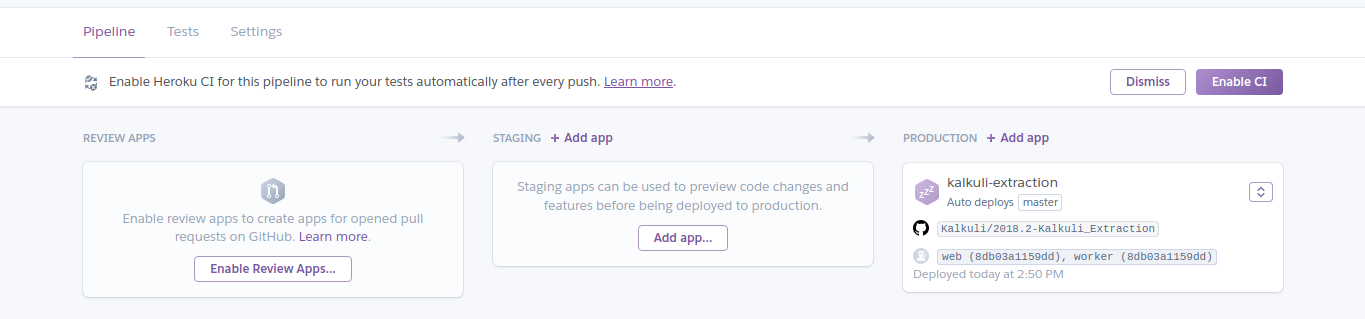 Pipeline Tests Settings
Enable Heroku CI for this pipeline to run your tests automatically after every push. Learn more.
Dismiss
Enable CI
REVIEW APPS
Enable review apps to create apps for opened pull
requests on GitHub. Learn more.
Enable Review Apps...
STAGING + Add app
Staging apps can be used to preview code changes and
features before being deployed to production.
Add app...
PRODUCTION + Add app
zzz
kalkuli-extraction
Auto deploys master
Kalkuli/2018.2-Kalkuli_Extraction
web (8db03a1159dd), worker (8db03a1159dd)
Deployed today at 2:50 PM